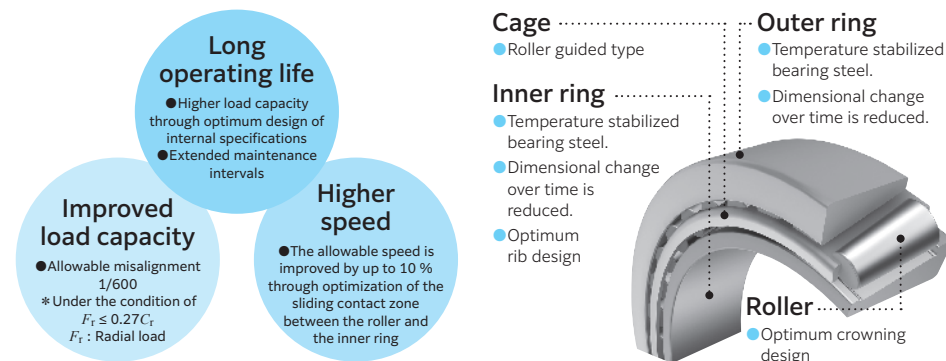 Long
operating life
●Higher load capacity
through optimum design of
internal specifications
●Extended maintenance
intervals
Improved
load capacity
●Allowable misalignment
1/600
*Under the condition of
Fr ≤ 0.27Cr
Fr : Radial load
Higher
speed
●The allowable speed is
improved by up to 10 %
through optimization of the
sliding contact zone
between the roller and
the inner ring
Cage
●Roller guided type
Inner ring
●Temperature stabilized
bearing steel.
●Dimensional change
over time is
reduced.
●Optimum
rib design
Outer ring
●Temperature stabilized
bearing steel.
●Dimensional change
over time is reduced.
Roller
●Optimum crowning
design